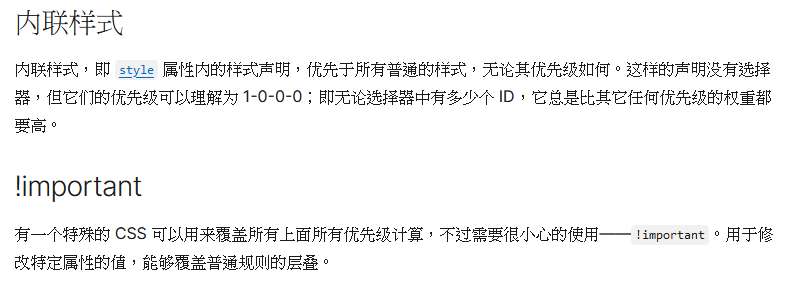 内联样式
内联样式，即 style 属性内的样式声明，优先于所有普通的样式，无论其优先级如何。这样的声明没有选择
器，但它们的优先级可以理解为 1-0-0-0；即无论选择器中有多少个 ID，它总是比其它任何优先级的权重都
要高。
!important
有一个特殊的 CSS 可以用来覆盖所有上面所有优先级计算，不过需要很小心的使用——!important。用于修
改特定属性的值，能够覆盖普通规则的层叠。